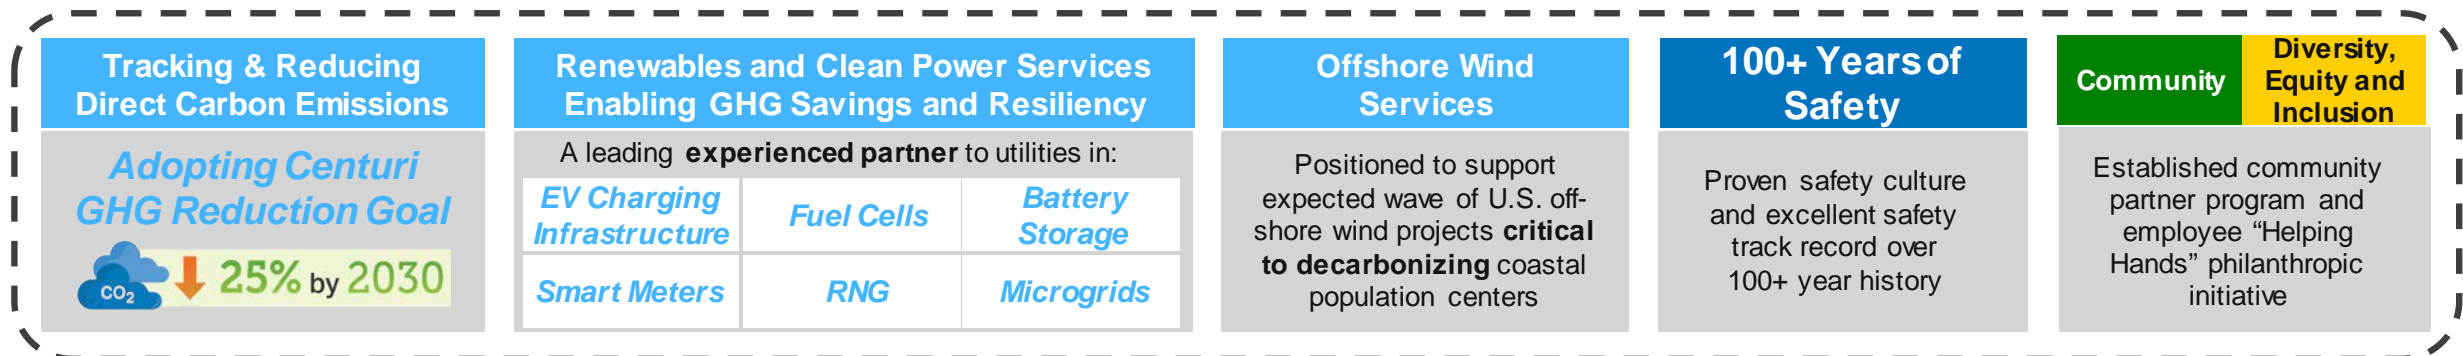 Tracking & Reducing
Direct Carbon Emissions
Adopting Centuri
GHG Reduction Goal
CO2
25% by 2030
Renewables and Clean Power Services
Enabling GHG Savings and Resiliency
A leading experienced partner to utilities in:
EV Charging
Infrastructure
Fuel Cells
Battery
Storage
Smart Meters
RNG
Microgrids
Offshore Wind
Services
Positioned to support
expected wave of U.S. off-
shore wind projects critical
to decarbonizing coastal
population centers
100+ Years of
Safety
Proven safety culture
and excellent safety
track record over
100+ year history
Community
Diversity,
Equity and
Inclusion
Established community
partner program and
employee “Helping
Hands” philanthropic
initiative